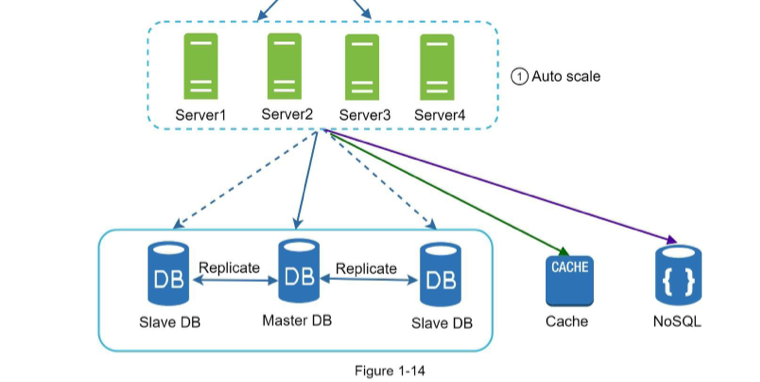 ① Auto scale
Server1 Server2 Server3 Server4
Replicate Replicate
DB DB DB
CACHE
{ }
Slave DB Master DB Slave DB Cache NoSQL
Figure 1-14